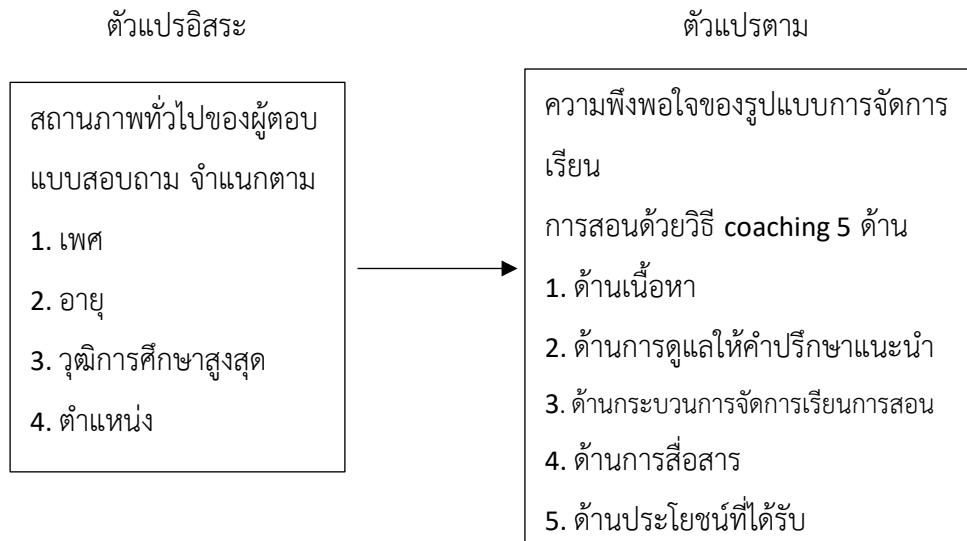 ตัวแปรอิสระ
สถานภาพทั่วไปของผู้ตอบ
แบบสอบถาม จำแนกตาม
1. เพศ
2. อายุ
3. วุฒิการศึกษาสูงสุด
4. ตำแหน่ง
ตัวแปรตาม
ความพึงพอใจของรูปแบบการจัดการ
เรียน
การสอนด้วยวิธี coaching 5 ด้าน
1. ด้านเนื้อหา
2. ด้านการดูแลให้คำปรึกษาแนะนำ
3. ด้านกระบวนการจัดการเรียนการสอน
4. ด้านการสื่อสาร
5. ด้านประโยชน์ที่ได้รับ